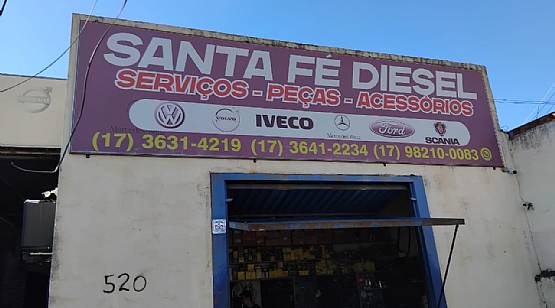 SANTA FÉ DIESEL
SERVIÇOS - PEÇAS - ACESSÓRIOS
VOLVO IVECO Mercedes-Benz Ford SCANIA
(17) 3631-4219 (17) 3641-2234 (17) 98210-0083
520